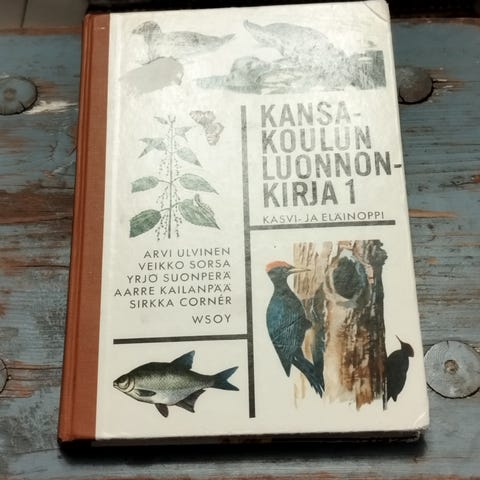 KANSA-
KOULUN
LUONNON-
KIRJA 1
KASVI- JA ELÄINOPPI
ARVI ULVINEN
VEIKKO SORSA
YRJÖ SUONPERÄ
AARRE KAILANPÄÄ
SIRKKA CORNÉR
WSOY